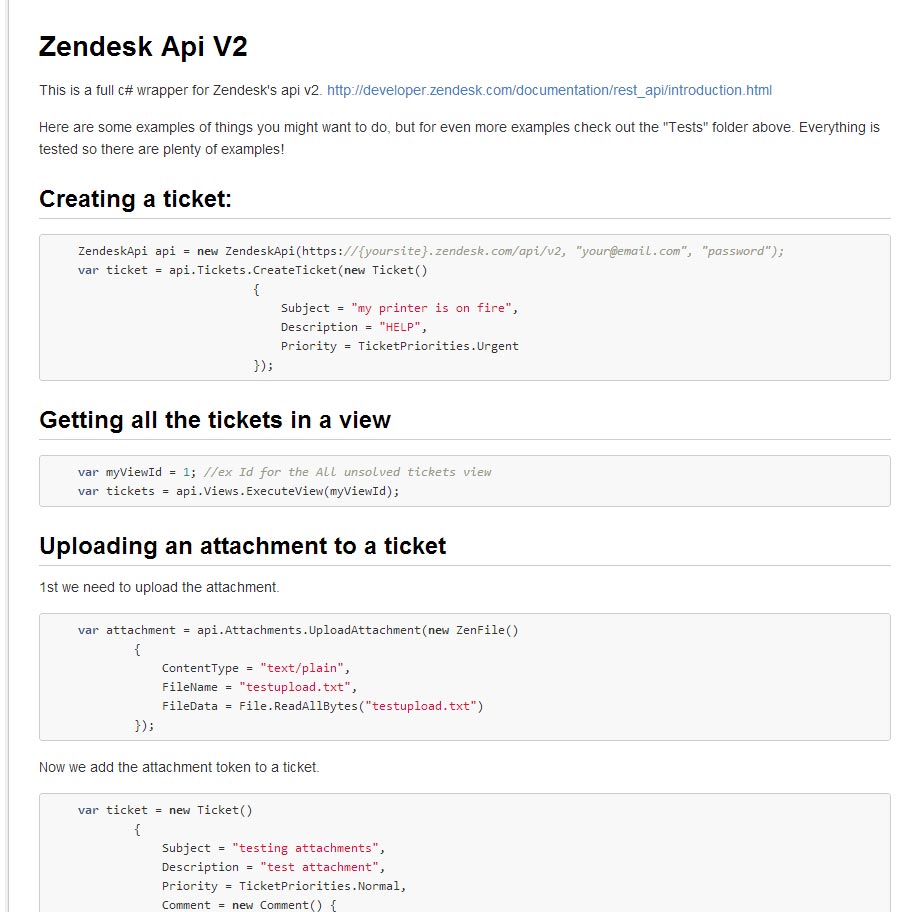 Zendesk Api V2
This is a full c# wrapper for Zendesk's api v2. http://developer.zendesk.com/documentation/rest_api/introduction.html
Here are some examples of things you might want to do, but for even more examples check out the "Tests" folder above. Everything is
tested so there are plenty of examples!
Creating a ticket:
ZendeskApi api = new ZendeskApi(https://{yoursite}.zendesk.com/api/v2, "your@email.com", "password");
var ticket = api.Tickets.CreateTicket(new Ticket()
{
Subject = "my printer is on fire",
Description = "HELP",
Priority = TicketPriorities.Urgent
});
Getting all the tickets in a view
var myViewId = 1; //ex Id for the All unsolved tickets view
var tickets = api.Views.ExecuteView(myViewId);
Uploading an attachment to a ticket
1st we need to upload the attachment.
var attachment = api.Attachments.UploadAttachment(new ZenFile()
{
ContentType = "text/plain",
FileName = "testupload.txt",
FileData = File.ReadAllBytes("testupload.txt")
});
Now we add the attachment token to a ticket.
var ticket = new Ticket()
{
Subject = "testing attachments",
Description = "test attachment",
Priority = TicketPriorities.Normal,
Comment = new Comment() {